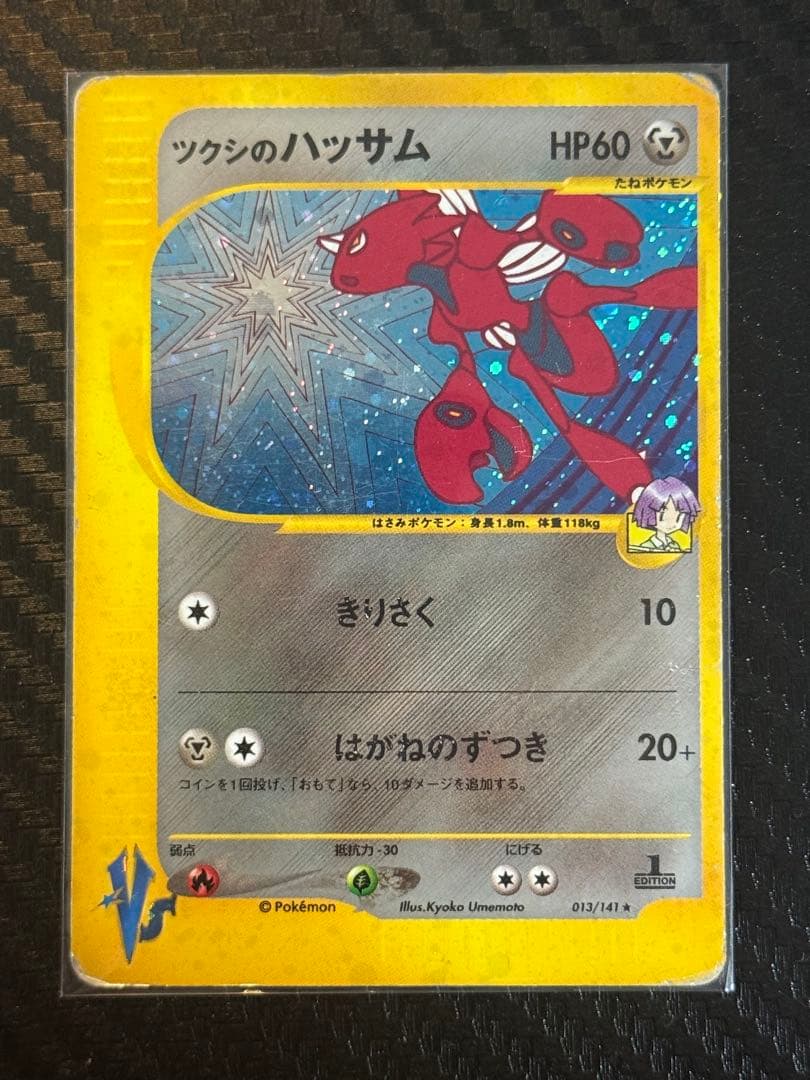 ツクシのハッサム HP60
たねポケモン
はさみポケモン：身長1.8m、体重118kg
きりさく 10
はがねのずつき 20+
コインを1回投げ、「おもて」なら、10ダメージを追加する。
弱点 抵抗力-30 にげる
1
EDITION
VS
©Pokémon Illus.Kyoko Umemoto 013/141★